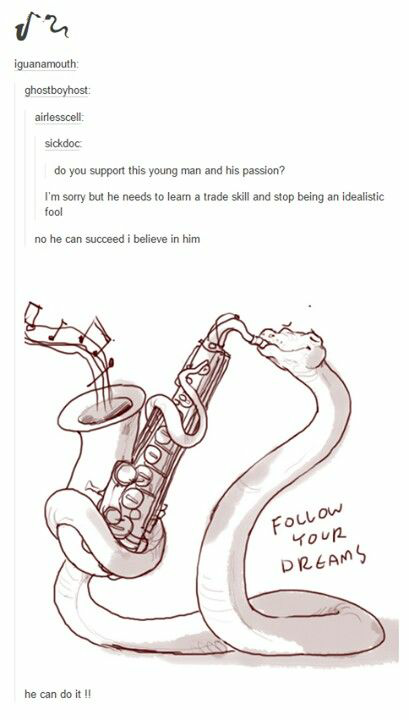 iguanamouth:
ghostboyhost:
airlesscell:
sickdoc:
do you support this young man and his passion?
I'm sorry but he needs to learn a trade skill and stop being an idealistic
fool
no he can succeed i believe in him
FOLLOW
YOUR
DREAMS
he can do it !!